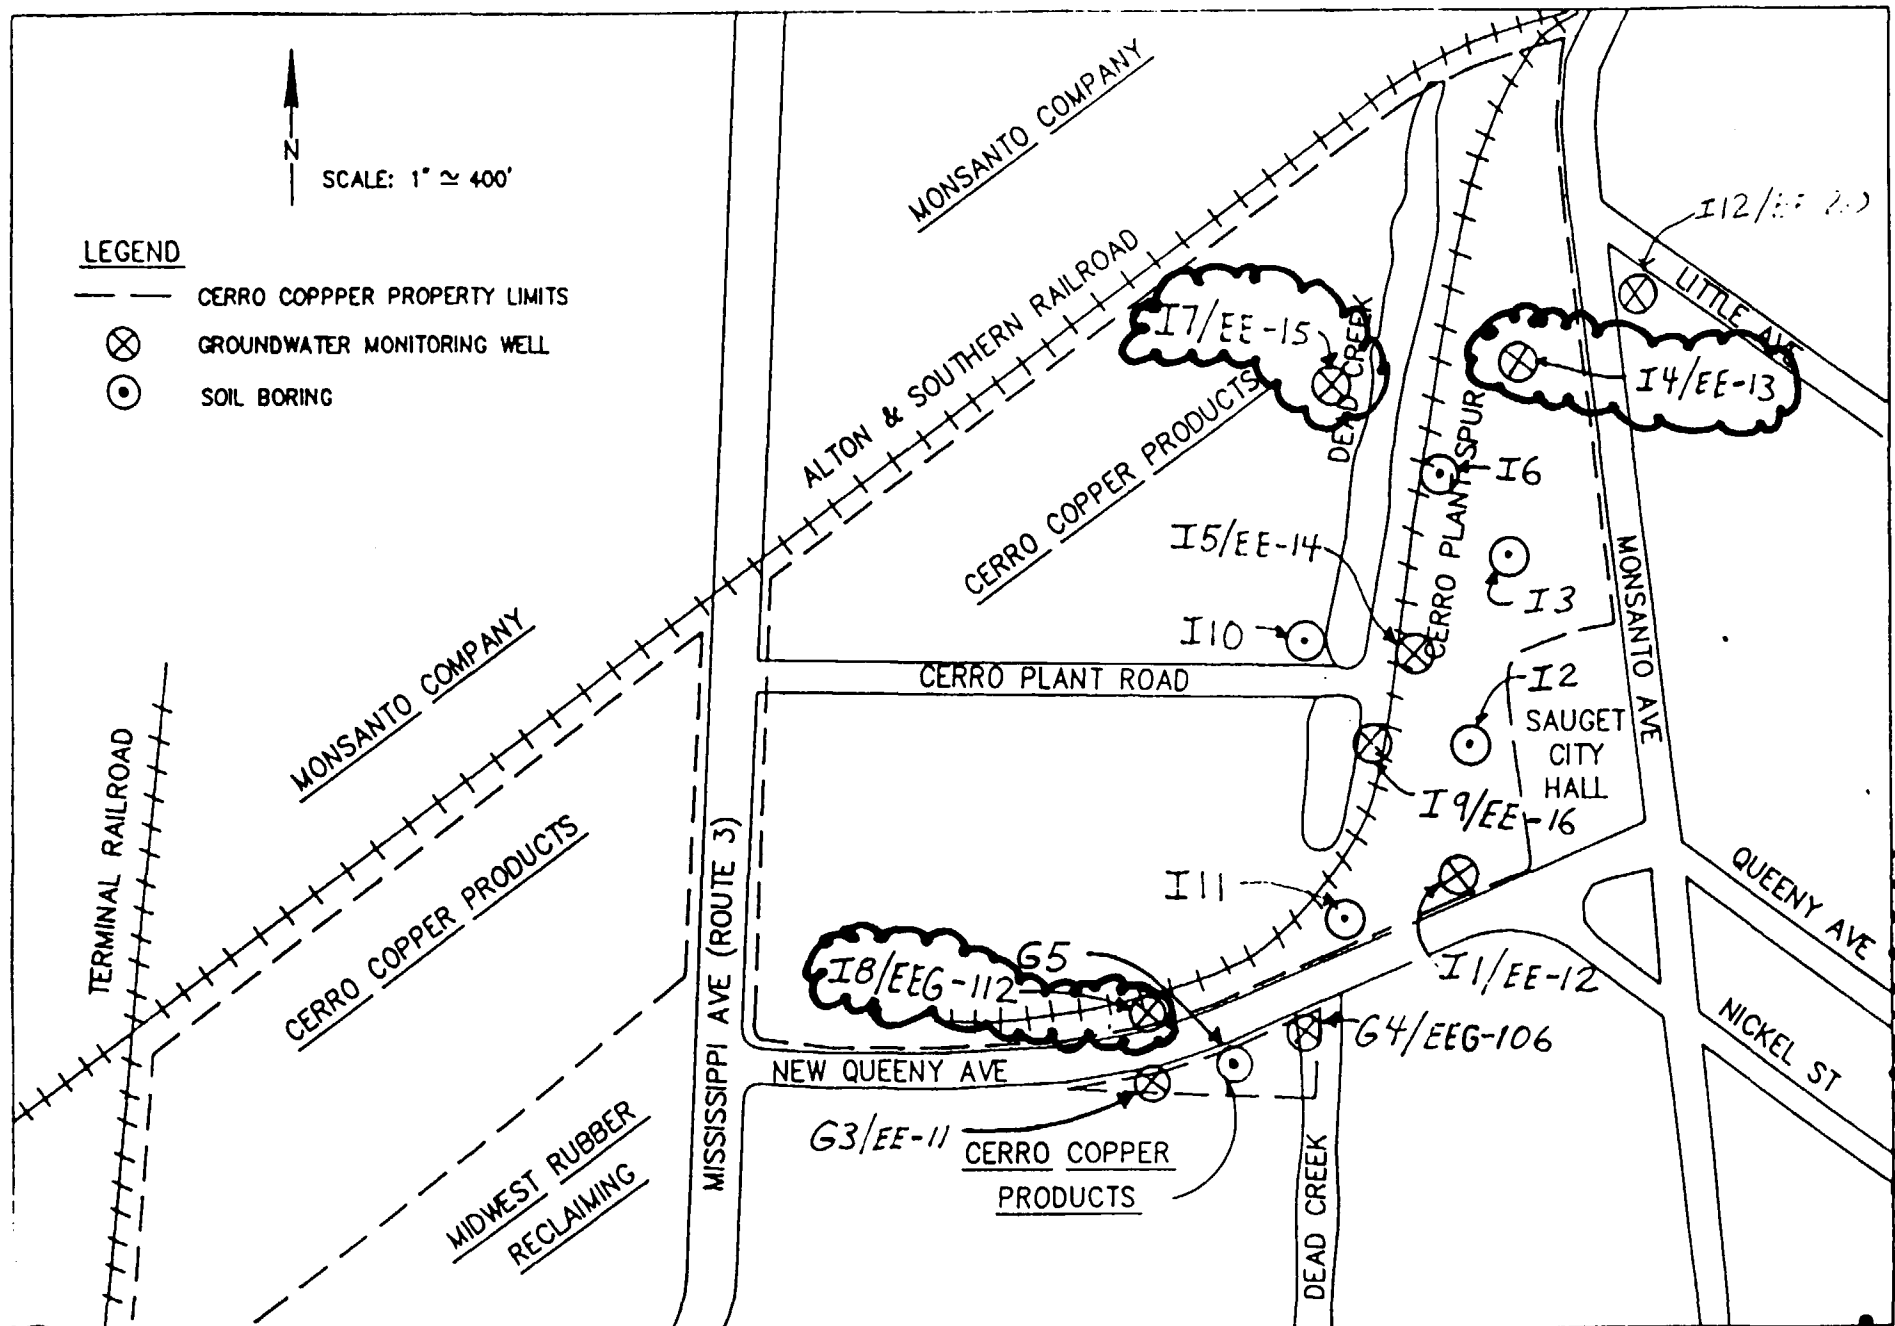 N
SCALE: 1" ≃ 400'
LEGEND
CERRO COPPPER PROPERTY LIMITS
GROUNDWATER MONITORING WELL
SOIL BORING
MONSANTO COMPANY
ALTON & SOUTHERN RAILROAD
CERRO COPPER PRODUCTS
I12/EE-20
LITTLE AVE
I7/EE-15
DEAD CREEK
I4/EE-13
CERRO PLANT SPUR
I6
I5/EE-14
I3
I10
MONSANTO AVE
CERRO PLANT ROAD
I2
SAUGET
CITY
HALL
I9/EE-16
MONSANTO COMPANY
TERMINAL RAILROAD
CERRO COPPER PRODUCTS
MISSISSIPPI AVE (ROUTE 3)
I11
QUEENY AVE
I8/EEG-112
G5
I1/EE-12
G4/EEG-106
NICKEL ST
NEW QUEENY AVE
G3/EE-11
CERRO COPPER
PRODUCTS
MIDWEST RUBBER
RECLAIMING
DEAD CREEK